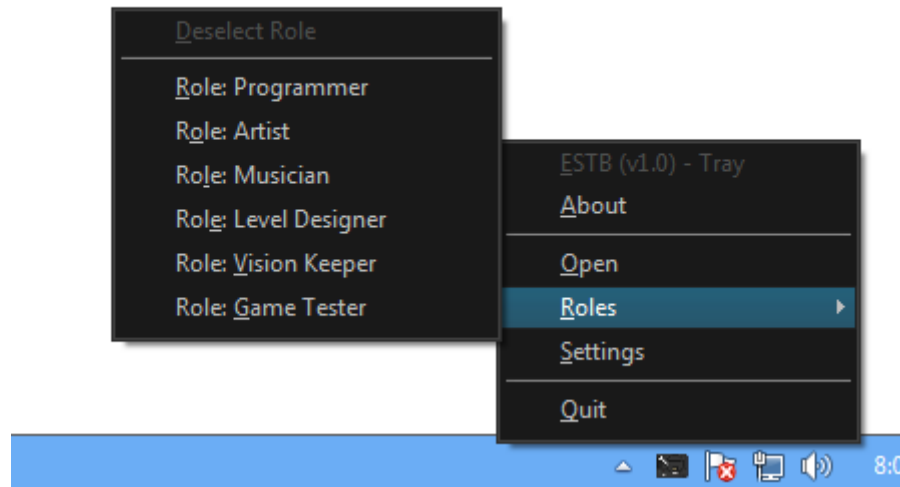 Deselect Role
Role: Programmer
Role: Artist
Role: Musician
Role: Level Designer
Role: Vision Keeper
Role: Game Tester
ESTB (v1.0) - Tray
About
Open
Roles
Settings
Quit